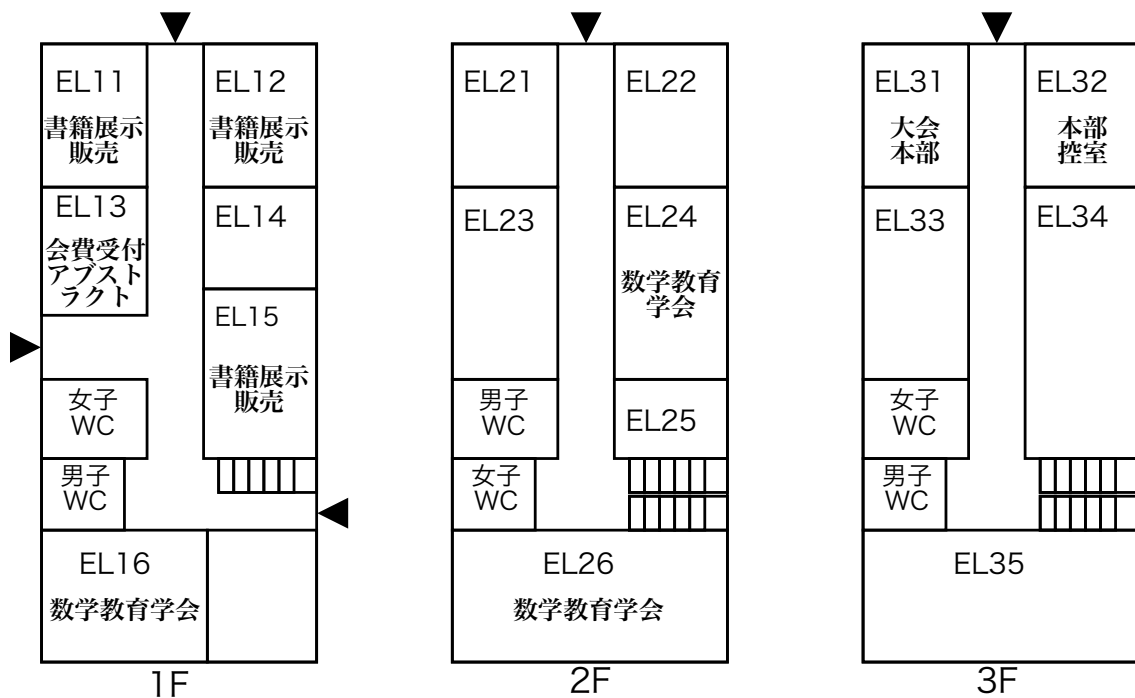 EL11
書籍展示
販売
EL12
書籍展示
販売
EL13
会費受付
アブスト
ラクト
EL14
EL15
書籍展示
販売
女子
WC
男子
WC
EL16
数学教育学会
1F
EL21
EL22
EL23
EL24
数学教育
学会
男子
WC
EL25
女子
WC
EL26
数学教育学会
2F
EL31
大会
本部
EL32
本部
控室
EL33
EL34
女子
WC
男子
WC
EL35
3F